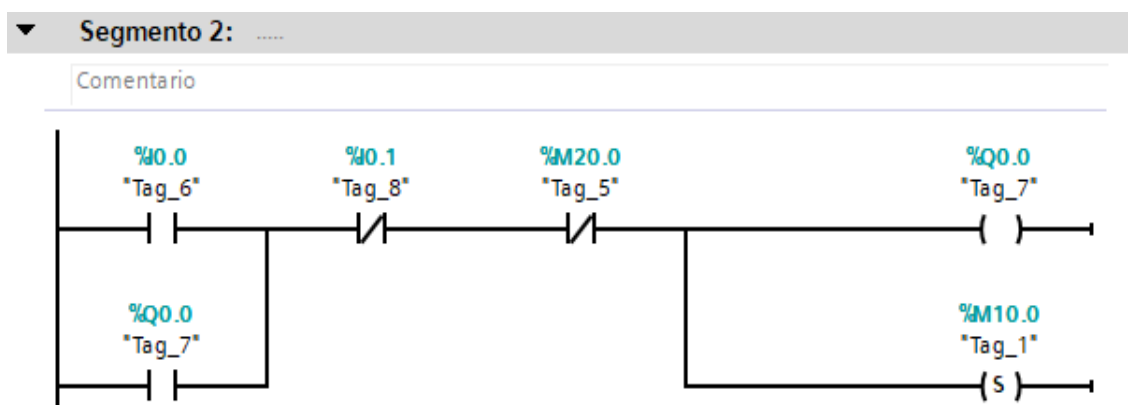 Segmento 2: .....
Comentario
%I0.0 %I0.1 %M20.0 %Q0.0
"Tag_6" "Tag_8" "Tag_5" "Tag_7"
%Q0.0 %M10.0
"Tag_7" "Tag_1"
S